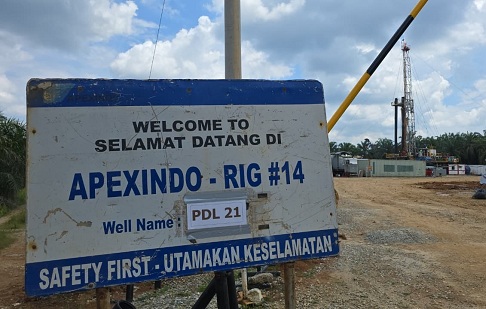 WELCOME TO
SELAMAT DATANG DI
APEXINDO - RIG #14
Well Name : PDL 21
SAFETY FIRST - UTAMAKAN KESELAMATAN